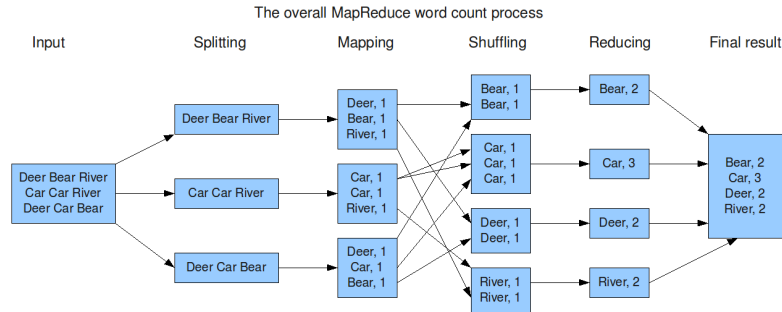 The overall MapReduce word count process
Input
Splitting
Mapping
Shuffling
Reducing
Final result
Deer Bear River
Car Car River
Deer Car Bear
Deer Bear River
Car Car River
Deer Car Bear
Deer, 1
Bear, 1
River, 1
Car, 1
Car, 1
River, 1
Deer, 1
Car, 1
Bear, 1
Bear, 1
Bear, 1
Car, 1
Car, 1
Car, 1
Deer, 1
Deer, 1
River, 1
River, 1
Bear, 2
Car, 3
Deer, 2
River, 2
Bear, 2
Car, 3
Deer, 2
River, 2